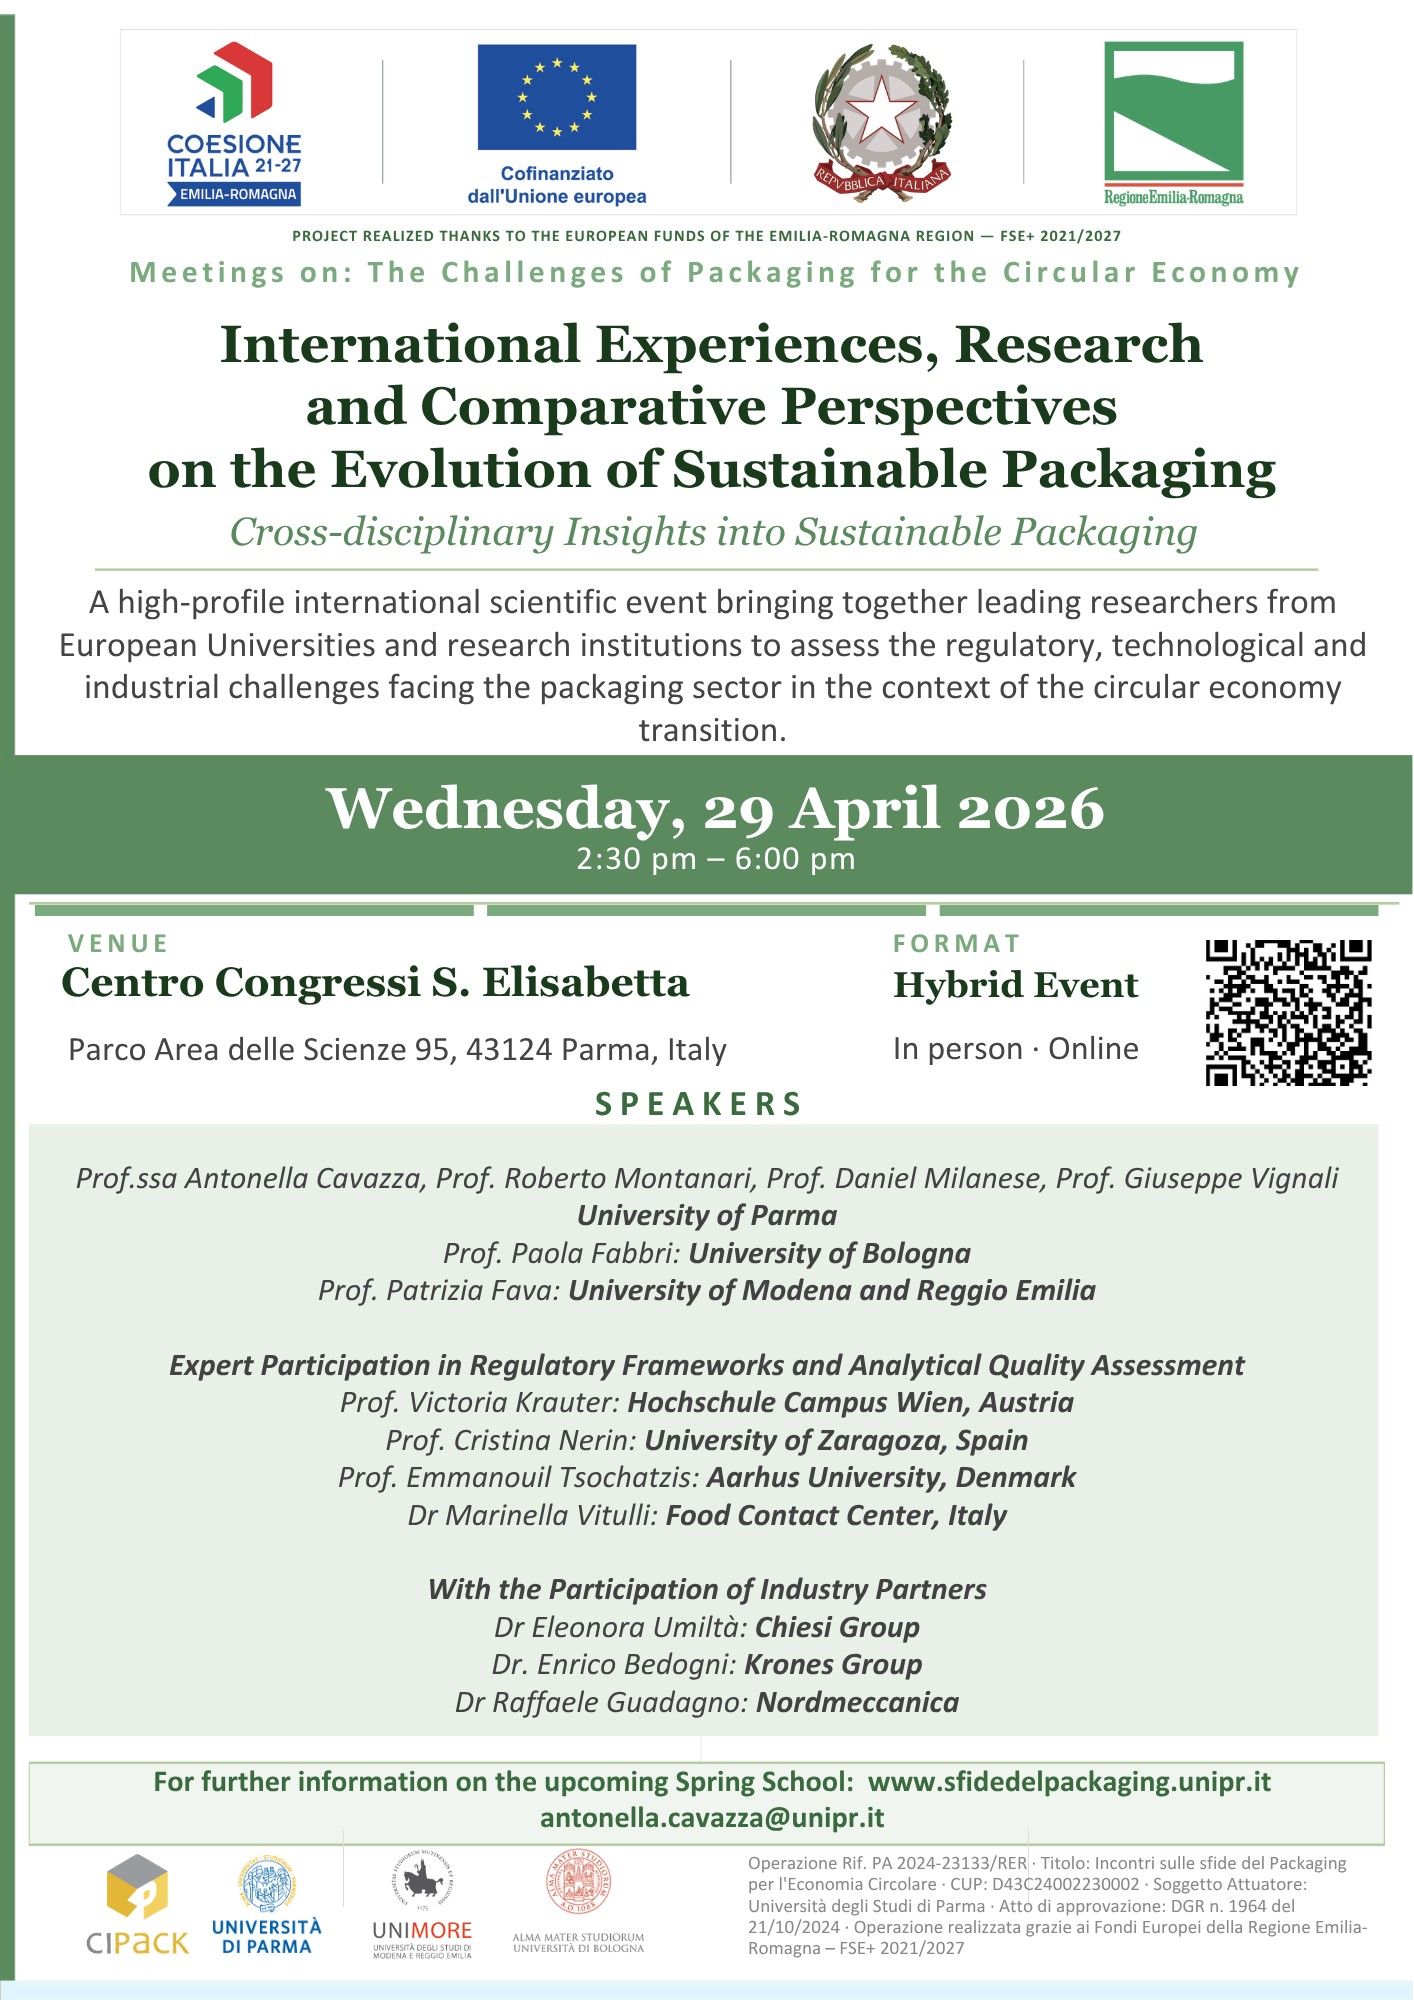 COESIONE
ITALIA 21-27
EMILIA-ROMAGNA
Cofinanziato
dall'Unione europea
REPVBBLICA ITALIANA
RegioneEmilia-Romagna
PROJECT REALIZED THANKS TO THE EUROPEAN FUNDS OF THE EMILIA-ROMAGNA REGION — FSE+ 2021/2027
Meetings on: The Challenges of Packaging for the Circular Economy
International Experiences, Research
and Comparative Perspectives
on the Evolution of Sustainable Packaging
Cross-disciplinary Insights into Sustainable Packaging
A high-profile international scientific event bringing together leading researchers from
European Universities and research institutions to assess the regulatory, technological and
industrial challenges facing the packaging sector in the context of the circular economy
transition.
Wednesday, 29 April 2026
2:30 pm – 6:00 pm
VENUE
Centro Congressi S. Elisabetta
Parco Area delle Scienze 95, 43124 Parma, Italy
FORMAT
Hybrid Event
In person · Online
SPEAKERS
Prof.ssa Antonella Cavazza, Prof. Roberto Montanari, Prof. Daniel Milanese, Prof. Giuseppe Vignali
University of Parma
Prof. Paola Fabbri: University of Bologna
Prof. Patrizia Fava: University of Modena and Reggio Emilia
Expert Participation in Regulatory Frameworks and Analytical Quality Assessment
Prof. Victoria Krauter: Hochschule Campus Wien, Austria
Prof. Cristina Nerin: University of Zaragoza, Spain
Prof. Emmanouil Tsochatzis: Aarhus University, Denmark
Dr Marinella Vitulli: Food Contact Center, Italy
With the Participation of Industry Partners
Dr Eleonora Umiltà: Chiesi Group
Dr. Enrico Bedogni: Krones Group
Dr Raffaele Guadagno: Nordmeccanica
For further information on the upcoming Spring School: www.sfidedelpackaging.unipr.it
antonella.cavazza@unipr.it
CIPACK
UNIVERSITÀ
DI PARMA
1175
UNIMORE
UNIVERSITÀ DEGLI STUDI DI
MODENA E REGGIO EMILIA
ALMA MATER STUDIORUM
A.D. 1088
ALMA MATER STUDIORUM
UNIVERSITÀ DI BOLOGNA
Operazione Rif. PA 2024-23133/RER · Titolo: Incontri sulle sfide del Packaging
per l'Economia Circolare · CUP: D43C24002230002 · Soggetto Attuatore:
Università degli Studi di Parma · Atto di approvazione: DGR n. 1964 del
21/10/2024 · Operazione realizzata grazie ai Fondi Europei della Regione Emilia-
Romagna – FSE+ 2021/2027